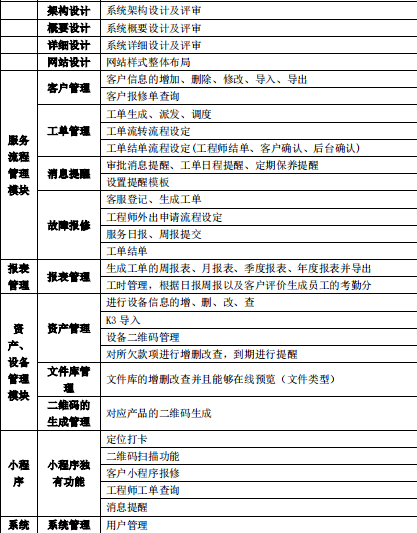 架构设计 系统架构设计及评审
概要设计 系统概要设计及评审
详细设计 系统详细设计及评审
网站设计 网站样式整体布局
服务流程管理模块
客户管理
客户信息的增加、删除、修改、导入、导出
客户报修单查询
工单管理
工单生成、派发、调度
工单流转流程设定
工单结单流程设定(工程师结单、客户确认、后台确认)
消息提醒
审批消息提醒、工单日程提醒、定期保养提醒
设置提醒模板
故障报修
客服登记、生成工单
工程师外出申请流程设定
服务日报、周报提交
工单结单
报表管理
报表管理
生成工单的周报表、月报表、季度报表、年度报表并导出
工时管理，根据日报周报以及客户评价生成员工的考勤分
资产、设备管理模块
资产管理
进行设备信息的增、删、改、查
K3 导入
设备二维码管理
对所欠款项进行增删改查，到期进行提醒
文件库管理
文件库的增删改查并且能够在线预览（文件类型）
二维码的生成管理
对应产品的二维码生成
小程序
小程序独有功能
定位打卡
二维码扫描功能
客户小程序报修
工程师工单查询
消息提醒
系统 系统管理 用户管理